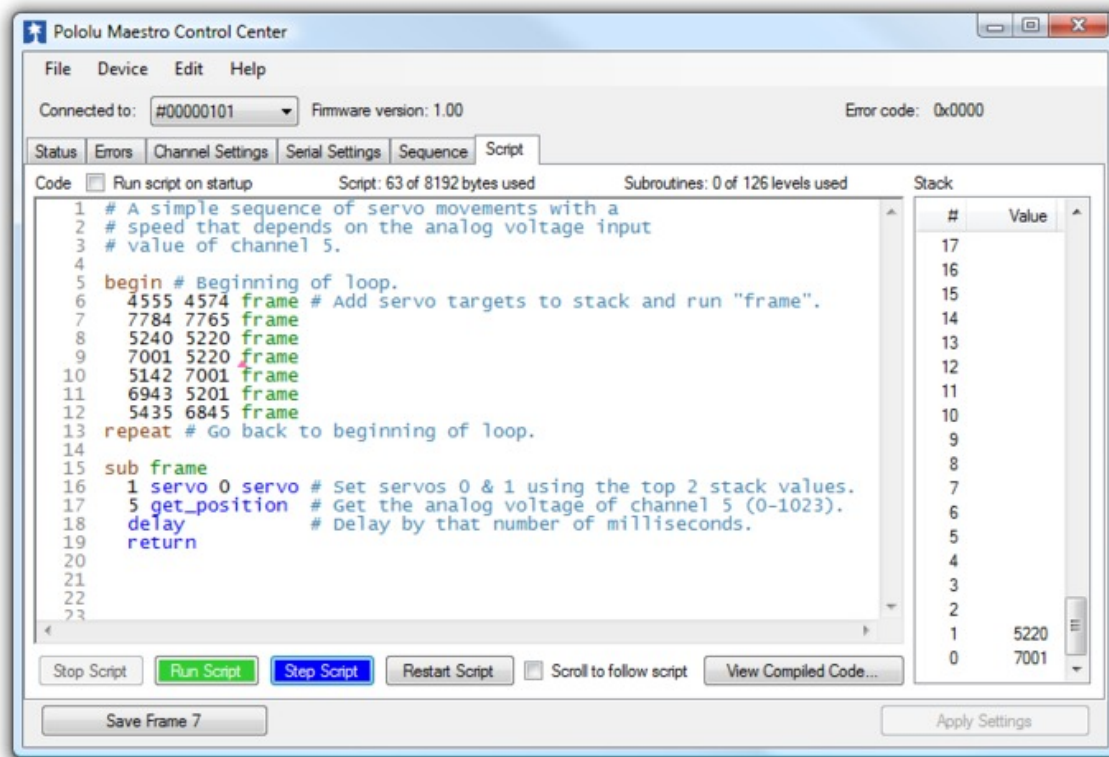 Pololu Maestro Control Center
File Device Edit Help
Connected to: #00000101 Firmware version: 1.00 Error code: 0x0000
Status Errors Channel Settings Serial Settings Sequence Script
Code Run script on startup Script: 63 of 8192 bytes used Subroutines: 0 of 126 levels used Stack
# Value
1 # A simple sequence of servo movements with a
2 # speed that depends on the analog voltage input
3 # value of channel 5.
4
5 begin # Beginning of loop.
6 4555 4574 frame # Add servo targets to stack and run "frame".
7 7784 7765 frame
8 5240 5220 frame
9 7001 5220 frame
10 5142 7001 frame
11 6943 5201 frame
12 5435 6845 frame
13 repeat # Go back to beginning of loop.
14
15 sub frame
16 1 servo 0 servo # Set servos 0 & 1 using the top 2 stack values.
17 5 get_position # Get the analog voltage of channel 5 (0-1023).
18 delay # Delay by that number of milliseconds.
19 return
20
21
22
23
17
16
15
14
13
12
11
10
9
8
7
6
5
4
3
2
1 5220
0 7001
Stop Script Run Script Step Script Restart Script Scroll to follow script View Compiled Code...
Save Frame 7 Apply Settings